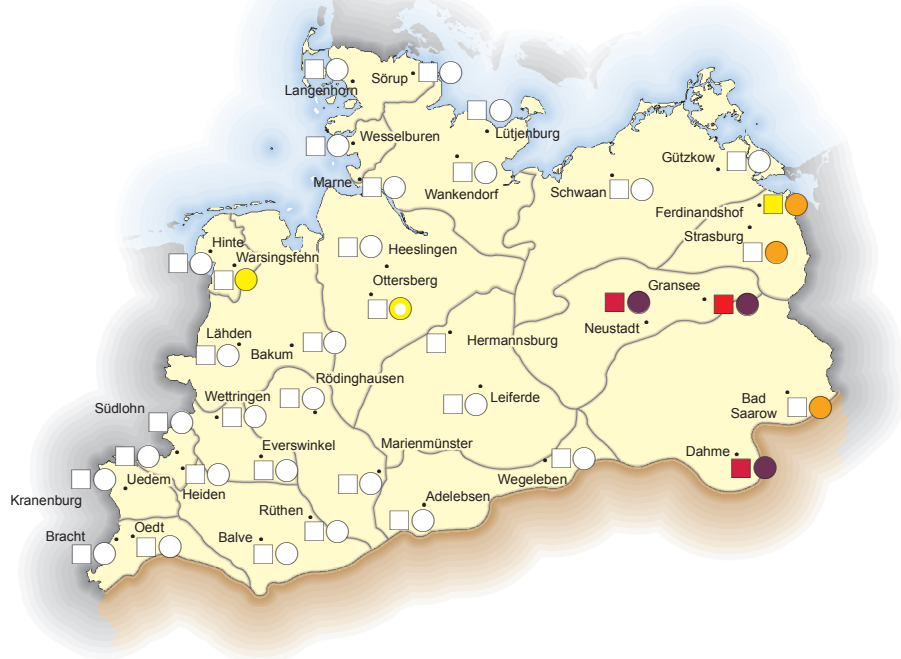 Sörup
Langenhorn
Wesselburen
Lütjenburg
Gützkow
Marne
Wankendorf
Schwaan
Ferdinandshof
Strasburg
Hinte
Warsingsfehn
Heeslingen
Ottersberg
Gransee
Neustadt
Lähden
Bakum
Hermannsburg
Rödinghausen
Wettringen
Leiferde
Bad
Saarow
Südlohn
Everswinkel
Marienmünster
Dahme
Uedem
Heiden
Wegeleben
Kranenburg
Adelebsen
Rüthen
Oedt
Bracht
Balve